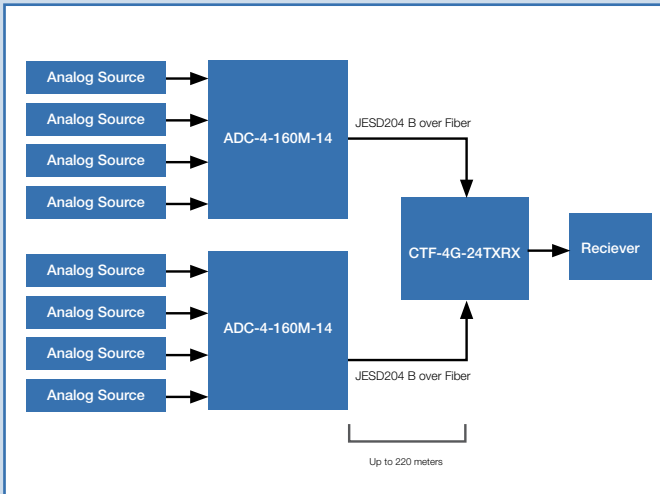 Analog Source
Analog Source
Analog Source
Analog Source
ADC-4-160M-14
JESD204 B over Fiber
Analog Source
Analog Source
Analog Source
Analog Source
ADC-4-160M-14
JESD204 B over Fiber
CTF-4G-24TXRX
Reciever
Up to 220 meters